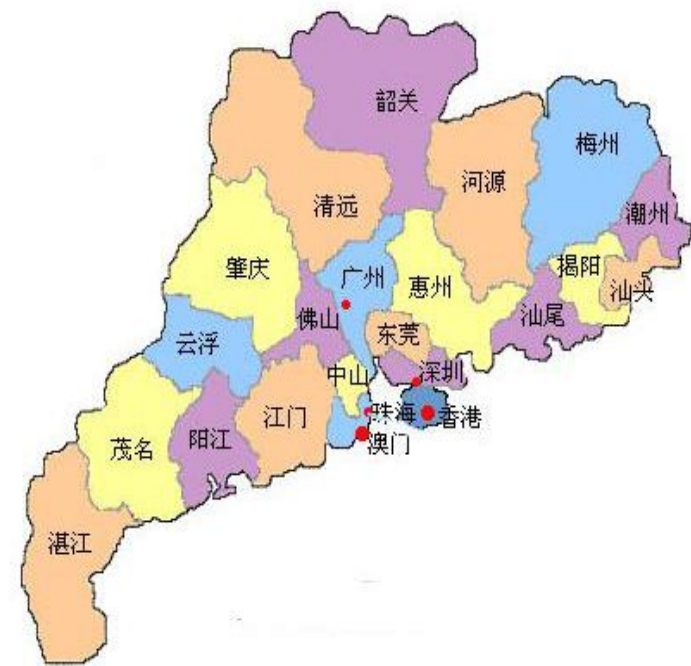 韶关
梅州
清远
河源
潮州
肇庆
广州
惠州
揭阳
汕头
佛山
东莞
汕尾
云浮
中山
深圳
江门
珠海
香港
茂名
阳江
澳门
湛江